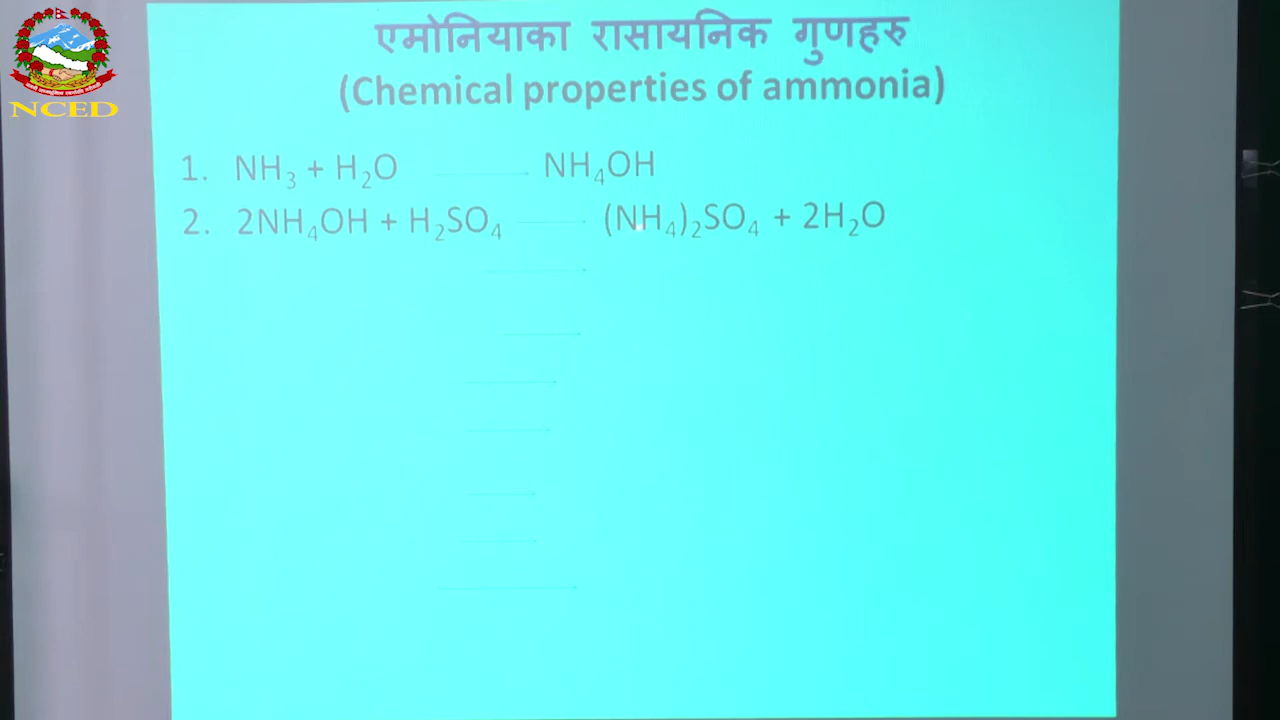 NCED
एमोनियाका रासायनिक गुणहरु
(Chemical properties of ammonia)
1. NH₃ + H₂O → NH₄OH
2. 2NH₄OH + H₂SO₄ → (NH₄)₂SO₄ + 2H₂O